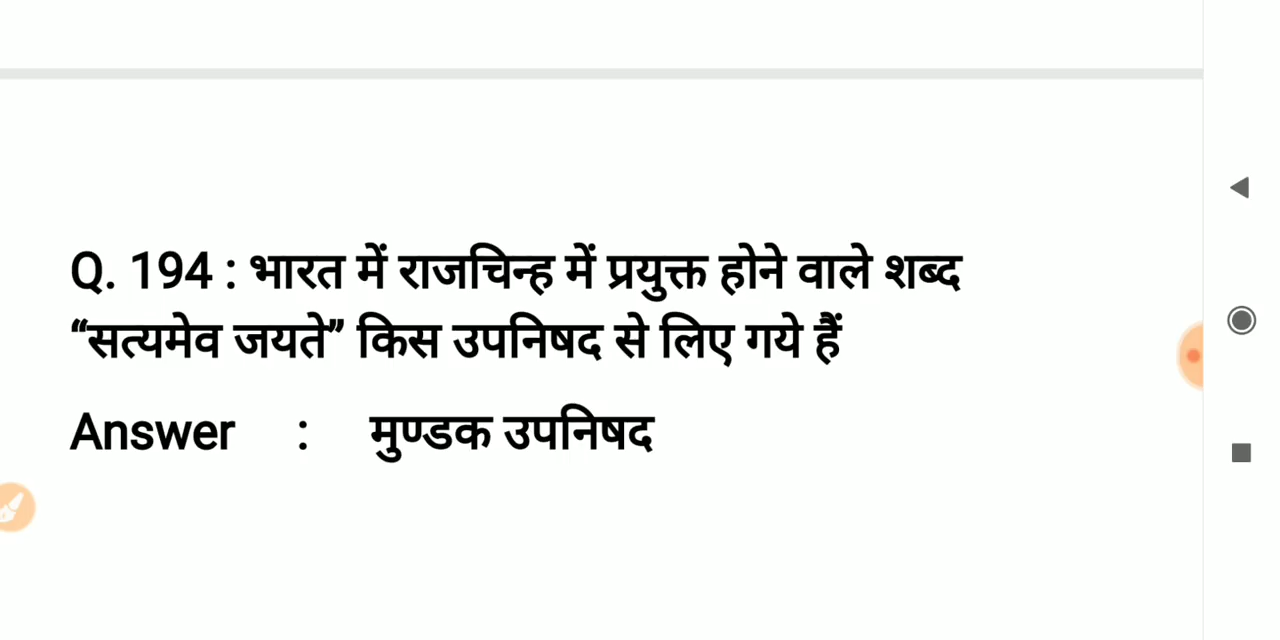 Q. 194 : भारत में राजचिन्ह में प्रयुक्त होने वाले शब्द
“सत्यमेव जयते” किस उपनिषद से लिए गये हैं
Answer : मुण्डक उपनिषद